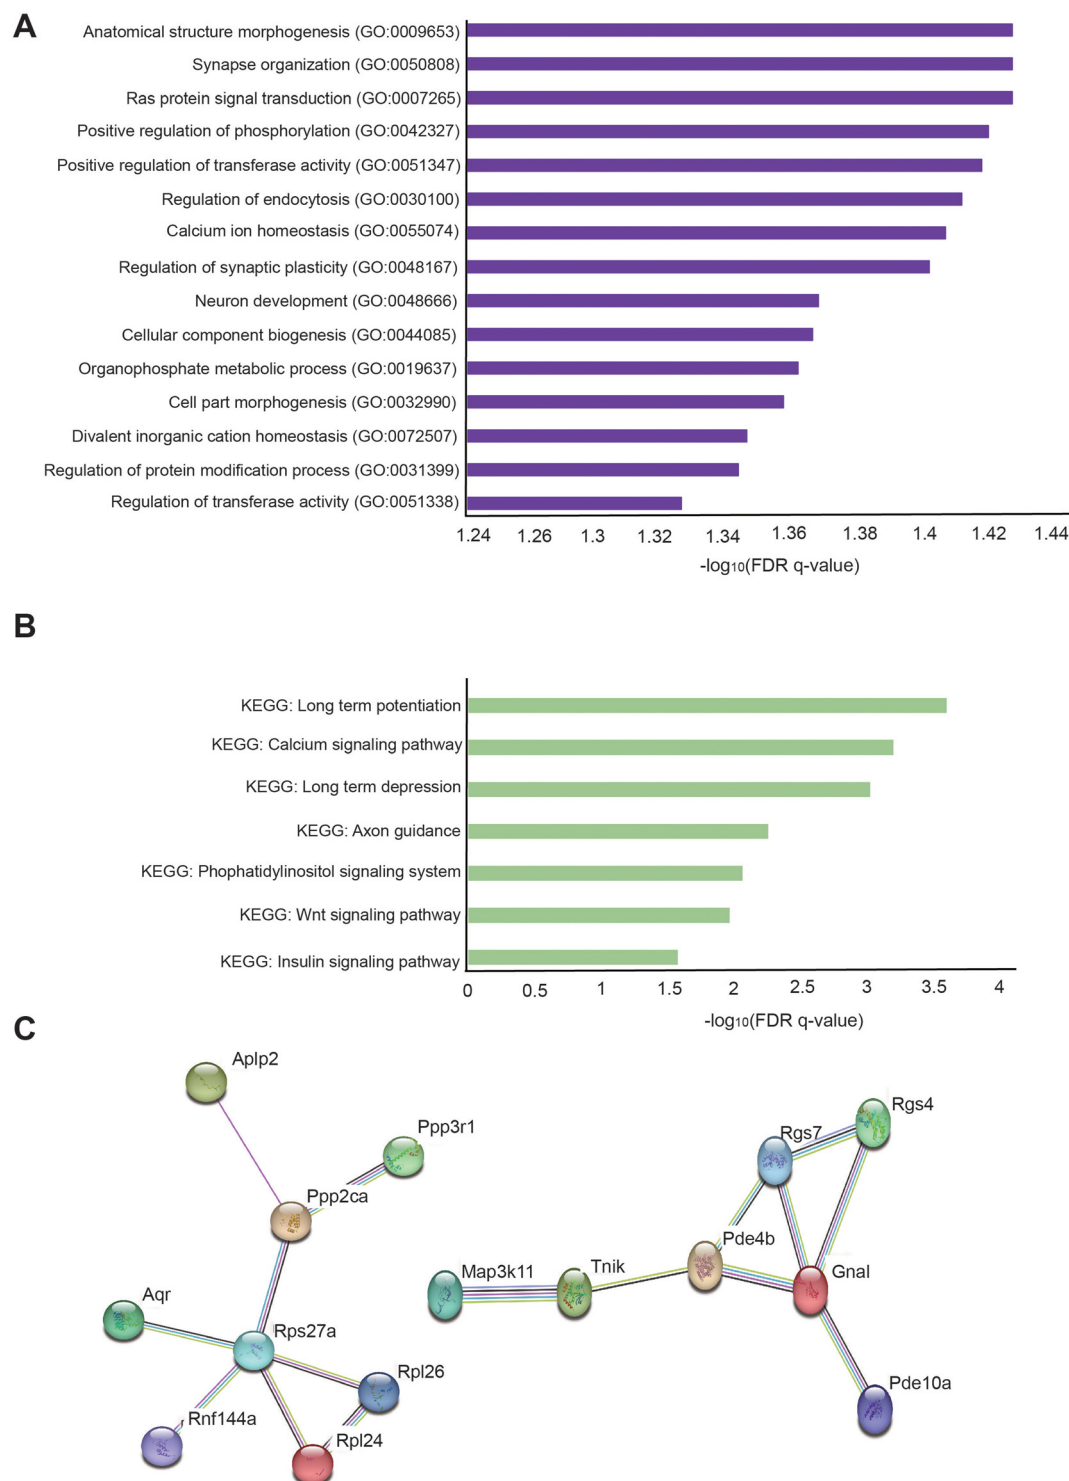 A
Anatomical structure morphogenesis (GO:0009653)
Synapse organization (GO:0050808)
Ras protein signal transduction (GO:0007265)
Positive regulation of phosphorylation (GO:0042327)
Positive regulation of transferase activity (GO:0051347)
Regulation of endocytosis (GO:0030100)
Calcium ion homeostasis (GO:0055074)
Regulation of synaptic plasticity (GO:0048167)
Neuron development (GO:0048666)
Cellular component biogenesis (GO:0044085)
Organophosphate metabolic process (GO:0019637)
Cell part morphogenesis (GO:0032990)
Divalent inorganic cation homeostasis (GO:0072507)
Regulation of protein modification process (GO:0031399)
Regulation of transferase activity (GO:0051338)
1.24 1.26 1.3 1.32 1.34 1.36 1.38 1.4 1.42 1.44
-log₁₀(FDR q-value)
B
KEGG: Long term potentiation
KEGG: Calcium signaling pathway
KEGG: Long term depression
KEGG: Axon guidance
KEGG: Phophatidylinositol signaling system
KEGG: Wnt signaling pathway
KEGG: Insulin signaling pathway
0 0.5 1 1.5 2 2.5 3 3.5 4
-log₁₀(FDR q-value)
C
Aplp2
Ppp3r1
Ppp2ca
Aqr
Rps27a
Rpl26
Rnf144a
Rpl24
Rgs4
Rgs7
Pde4b
Gnal
Tnik
Map3k11
Pde10a